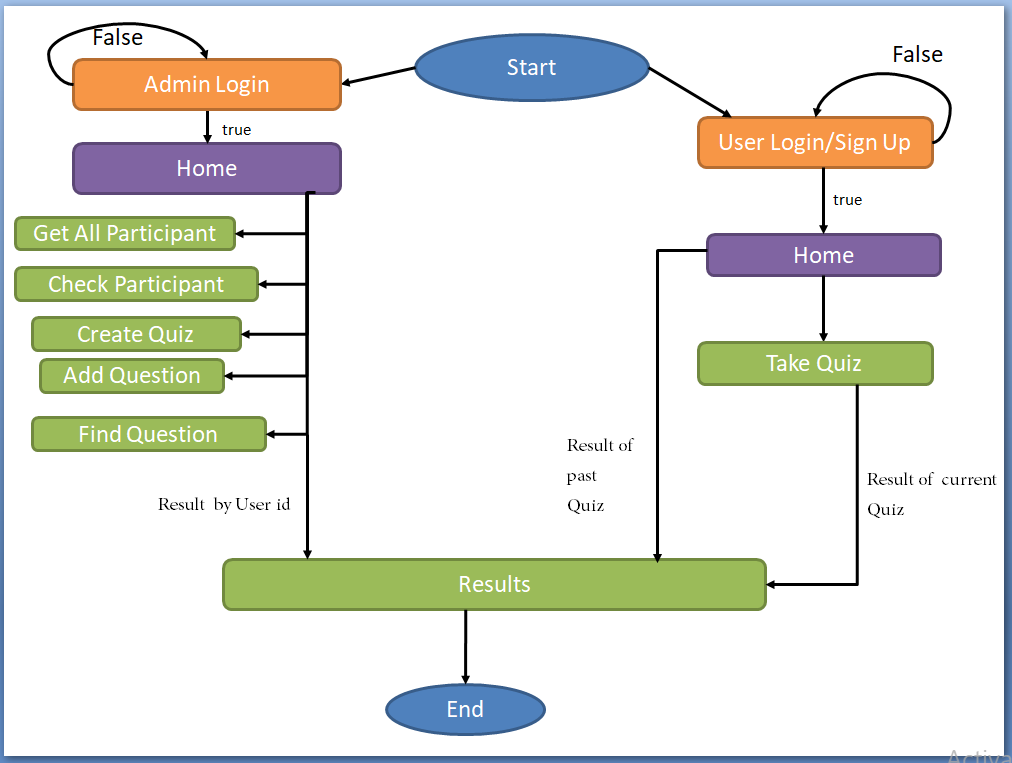 False
Start
False
Admin Login
User Login/Sign Up
true
Home
true
Get All Participant
Home
Check Participant
Create Quiz
Take Quiz
Add Question
Find Question
Result of
past
Quiz
Result of current
Quiz
Result by User id
Results
End